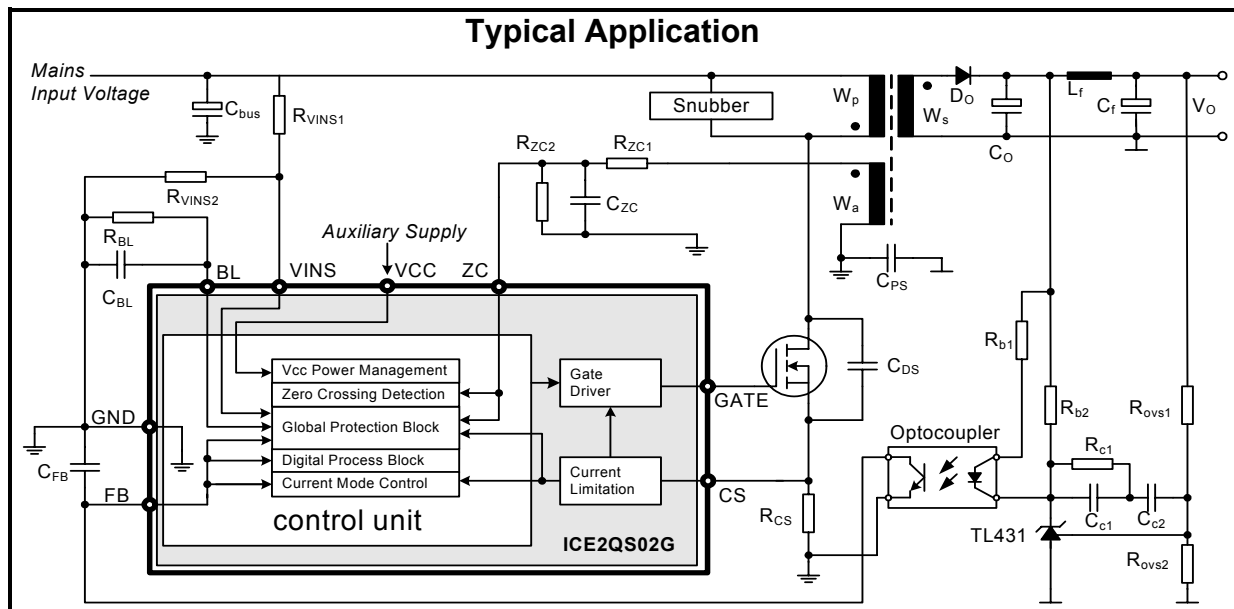 Typical Application
Mains
Input Voltage
Cbus
RVINS1
Snubber
Wp
Ws
DO
Lf
Cf
VO
CO
RZC2
RZC1
RVINS2
CZC
Wa
RBL
Auxiliary Supply
CBL
BL
VINS
VCC
ZC
CPS
Rb1
Vcc Power Management
Zero Crossing Detection
Global Protection Block
Digital Process Block
Current Mode Control
control unit
Gate
Driver
Current
Limitation
ICE2QS02G
GATE
CDS
GND
CFB
FB
CS
RCS
Optocoupler
Rb2
Rovs1
Rc1
Cc1
Cc2
TL431
Rovs2